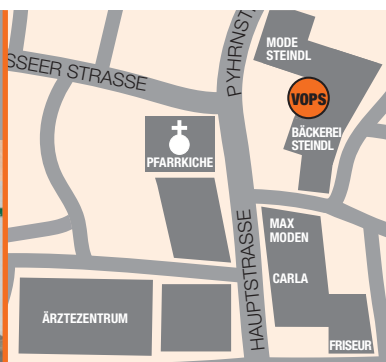 MODE
STEINDL
SSEER STRASSE
PYHRNST
VOPS
BÄCKEREI
STEINDL
PFARRKICHE
MAX
MODEN
HAUPTSTRASSE
CARLA
ÄRZTEZENTRUM
FRISEUR